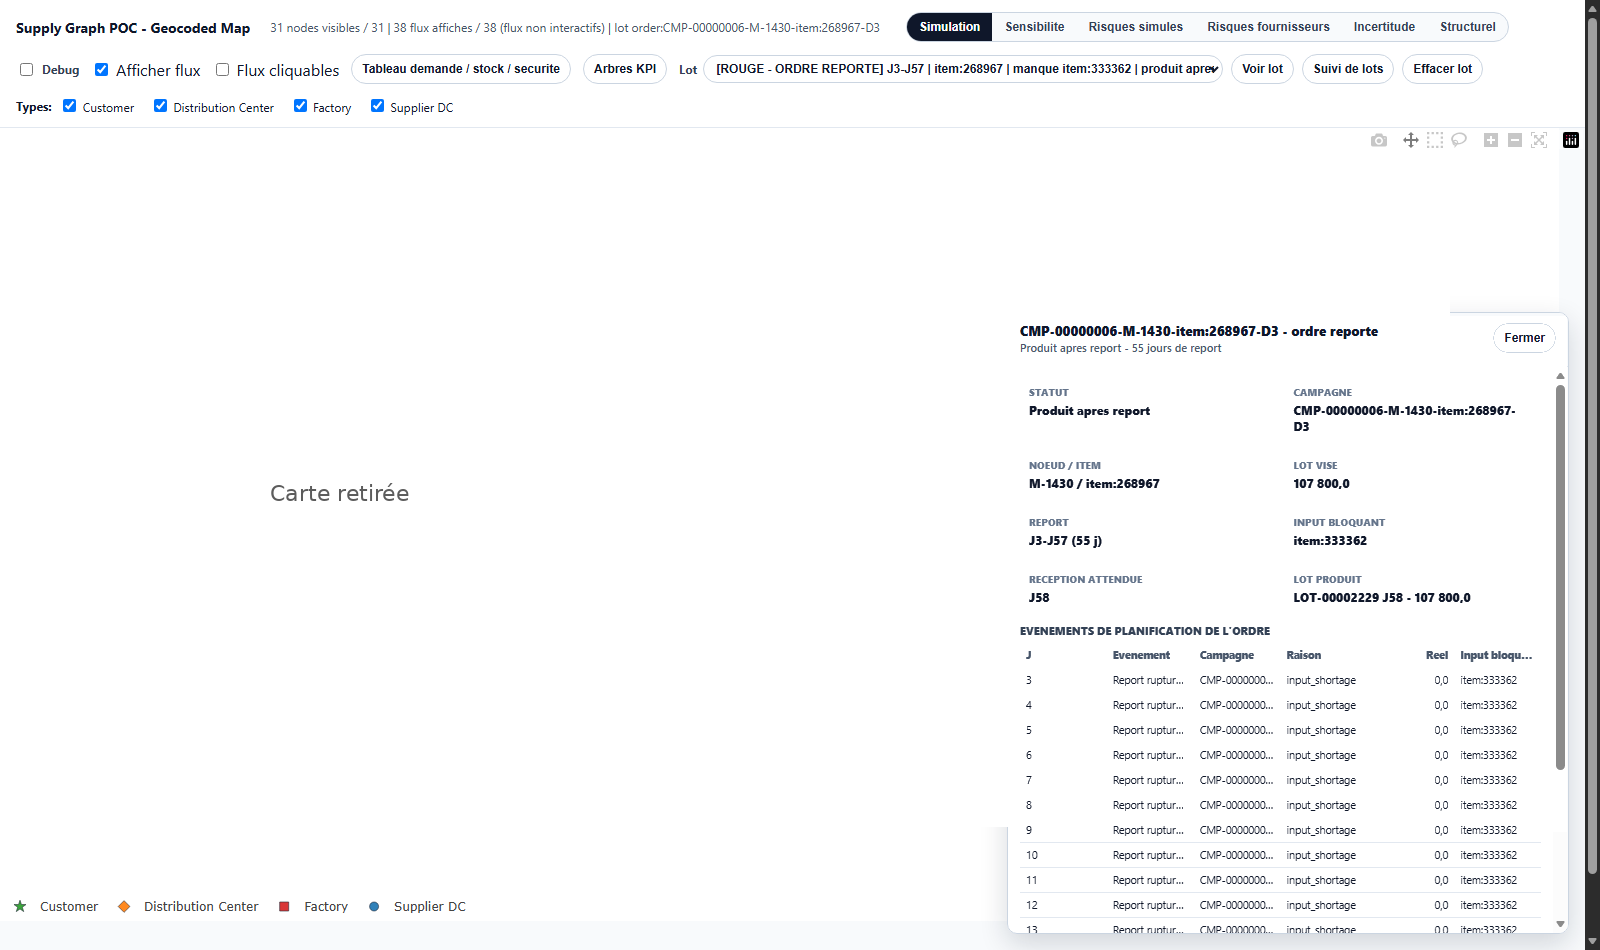 Supply Graph POC - Geocoded Map
31 nodes visibles / 31 | 38 flux affiches / 38 (flux non interactifs) | lot order:CMP-00000006-M-1430-item:268967-D3
Simulation Sensibilite Risques simules Risques fournisseurs Incertitude Structurel
Debug Afficher flux Flux cliquables Tableau demande / stock / securite Arbres KPI Lot [ROUGE - ORDRE REPORTE] J3-J57 | item:268967 | manque item:333362 | produit apre Voir lot Suivi de lots Effacer lot
Types: Customer Distribution Center Factory Supplier DC
Carte retirée
CMP-00000006-M-1430-item:268967-D3 - ordre reporte
Produit apres report - 55 jours de report
Fermer
STATUT
Produit apres report
CAMPAGNE
CMP-00000006-M-1430-item:268967-
D3
NOEUD / ITEM
M-1430 / item:268967
LOT VISE
107 800,0
REPORT
J3-J57 (55 j)
INPUT BLOQUANT
item:333362
RECEPTION ATTENDUE
J58
LOT PRODUIT
LOT-00002229 J58 - 107 800,0
EVENEMENTS DE PLANIFICATION DE L'ORDRE
J Evenement Campagne Raison Reel Input bloqu...
3 Report ruptur... CMP-0000000... input_shortage 0,0 item:333362
4 Report ruptur... CMP-0000000... input_shortage 0,0 item:333362
5 Report ruptur... CMP-0000000... input_shortage 0,0 item:333362
6 Report ruptur... CMP-0000000... input_shortage 0,0 item:333362
7 Report ruptur... CMP-0000000... input_shortage 0,0 item:333362
8 Report ruptur... CMP-0000000... input_shortage 0,0 item:333362
9 Report ruptur... CMP-0000000... input_shortage 0,0 item:333362
10 Report ruptur... CMP-0000000... input_shortage 0,0 item:333362
11 Report ruptur... CMP-0000000... input_shortage 0,0 item:333362
12 Report ruptur... CMP-0000000... input_shortage 0,0 item:333362
13 Report ruptur... CMP-0000000... input_shortage 0,0 item:333362
Customer Distribution Center Factory Supplier DC